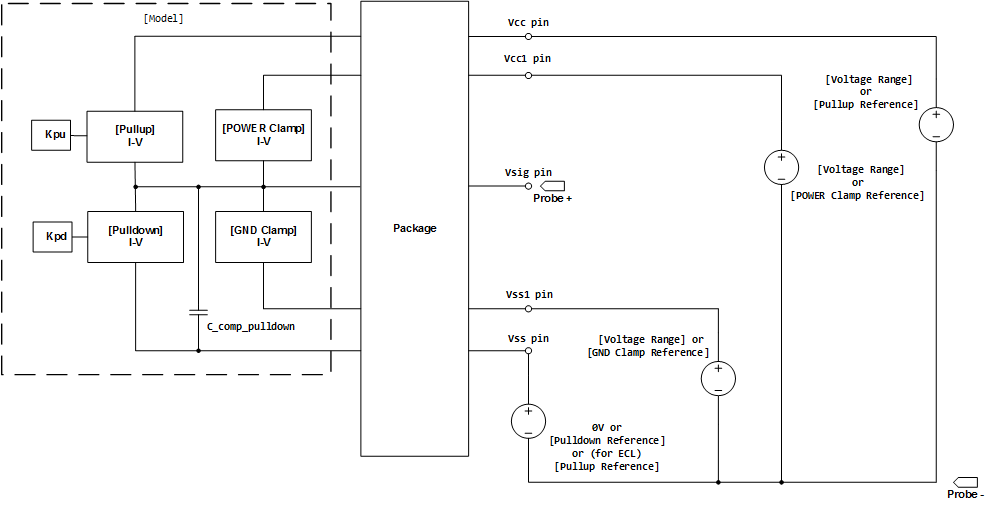 [Model]
Vcc pin
Vcc1 pin
[Voltage Range]
or
[Pullup Reference]
Kpu
[Pullup]
I-V
[POWER Clamp]
I-V
Vsig pin
Probe +
[Voltage Range]
or
[POWER Clamp Reference]
Kpd
[Pulldown]
I-V
[GND Clamp]
I-V
Package
C_comp_pulldown
Vss1 pin
Vss pin
[Voltage Range] or
[GND Clamp Reference]
0V or
[Pulldown Reference]
or (for ECL)
[Pullup Reference]
Probe -